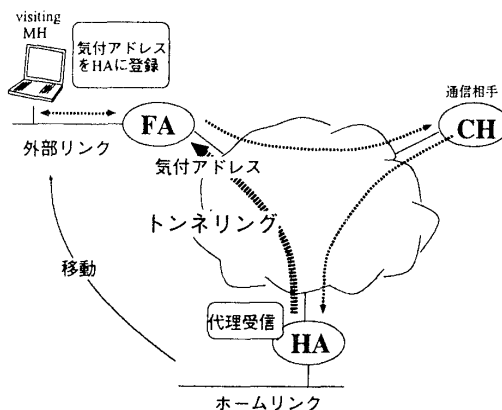 visiting
MH
気付アドレス
をHAに登録
通信相手
FA
CH
外部リンク
気付アドレス
トンネリング
移動
代理受信
HA
ホームリンク